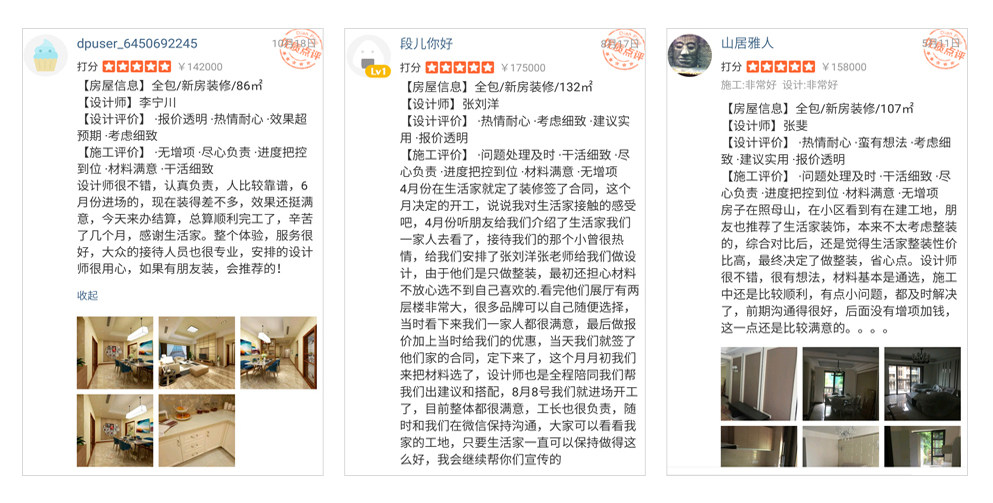 dpuser_6450692245
10月18日
打分 ￥142000
【房屋信息】全包/新房装修/86㎡
【设计师】李宁川
【设计评价】·报价透明 ·热情耐心 ·效果超
预期 ·考虑细致
【施工评价】·无增项 ·尽心负责 ·进度把控
到位 ·材料满意 ·干活细致
设计师很不错，认真负责，人比较靠谱，6
月份进场的，现在装得差不多，效果还挺满
意，今天来办结算，总算顺利完工了，辛苦
了几个月，感谢生活家。整个体验，服务很
好，大众的接待人员也很专业，安排的设计
师很用心，如果有朋友装，会推荐的！
收起
段儿你好
8月17日
Lv1
打分 ￥175000
【房屋信息】全包/新房装修/132㎡
【设计师】张刘洋
【设计评价】·热情耐心 ·考虑细致 ·建议实
用 ·报价透明
【施工评价】·问题处理及时 ·干活细致 ·尽
心负责 ·进度把控到位 ·材料满意 ·无增项
4月份在生活家就定了装修签了合同，这个
月决定的开工，说说我对生活家接触的感受
吧，4月份听朋友给我们介绍了生活家我们
一家人去看了，接待我们的那个小曾很热
情，给我们安排了张刘洋张老师给我们做设
计，由于他们是只做整装，最初还担心材料
不放心选不到自己喜欢的.看完他们展厅有两
层楼非常大，很多品牌可以自己随便选择，
当时看下来我们一家人都很满意，最后做报
价加上当时给我们的优惠，当天我们就签了
他们家的合同，定下来了，这个月月初我们
来把材料选了，设计师也是全程陪同我们帮
我们出建议和搭配，8月8号我们就进场开工
了，目前整体都很满意，工长也很负责，随
时和我们在微信保持沟通，大家可以看看我
家的工地，只要生活家一直可以保持做得这
么好，我会继续帮你们宣传的
山居雅人
5月11日
打分 ￥158000
施工:非常好 设计:非常好
【房屋信息】全包/新房装修/107㎡
【设计师】张斐
【设计评价】·热情耐心 ·蛮有想法 ·考虑细
致 ·建议实用 ·报价透明
【施工评价】·问题处理及时 ·干活细致 ·尽
心负责 ·进度把控到位 ·材料满意 ·无增项
房子在照母山，在小区看到有在建工地，朋
友也推荐了生活家装饰，本来不太考虑整装
的，综合对比后，还是觉得生活家整装性价
比高，最终决定了做整装，省心点。设计师
很不错，很有想法，材料基本是通选，施工
中还是比较顺利，有点小问题，都及时解决
了，前期沟通得很好，后面没有增项加钱，
这一点还是比较满意的。。。。